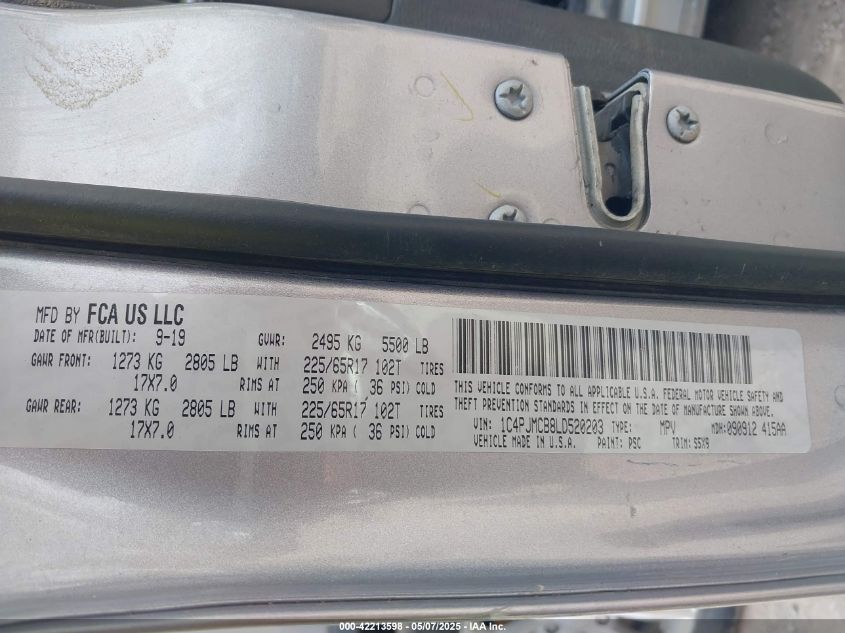 MFD BY FCA US LLC
DATE OF MFR(BUILT): 9-19 GVWR: 2495 KG 5500 LB
GAWR FRONT: 1273 KG 2805 LB WITH 225/65R17 102T TIRES
17X7.0 RIMS AT 250 KPA ( 36 PSI) COLD
GAWR REAR: 1273 KG 2805 LB WITH 225/65R17 102T TIRES
17X7.0 RIMS AT 250 KPA ( 36 PSI) COLD
THIS VEHICLE CONFORMS TO ALL APPLICABLE U.S.A. FEDERAL MOTOR VEHICLE SAFETY AND
THEFT PREVENTION STANDARDS IN EFFECT ON THE DATE OF MANUFACTURE SHOWN ABOVE.
VIN: 1C4PJMCB8LD520203 TYPE: MPV MDH: 090912 415AA
VEHICLE MADE IN U.S.A. PAINT: PSC TRIM: S5X9
000-42213598 - 05/07/2025 - IAA Inc.